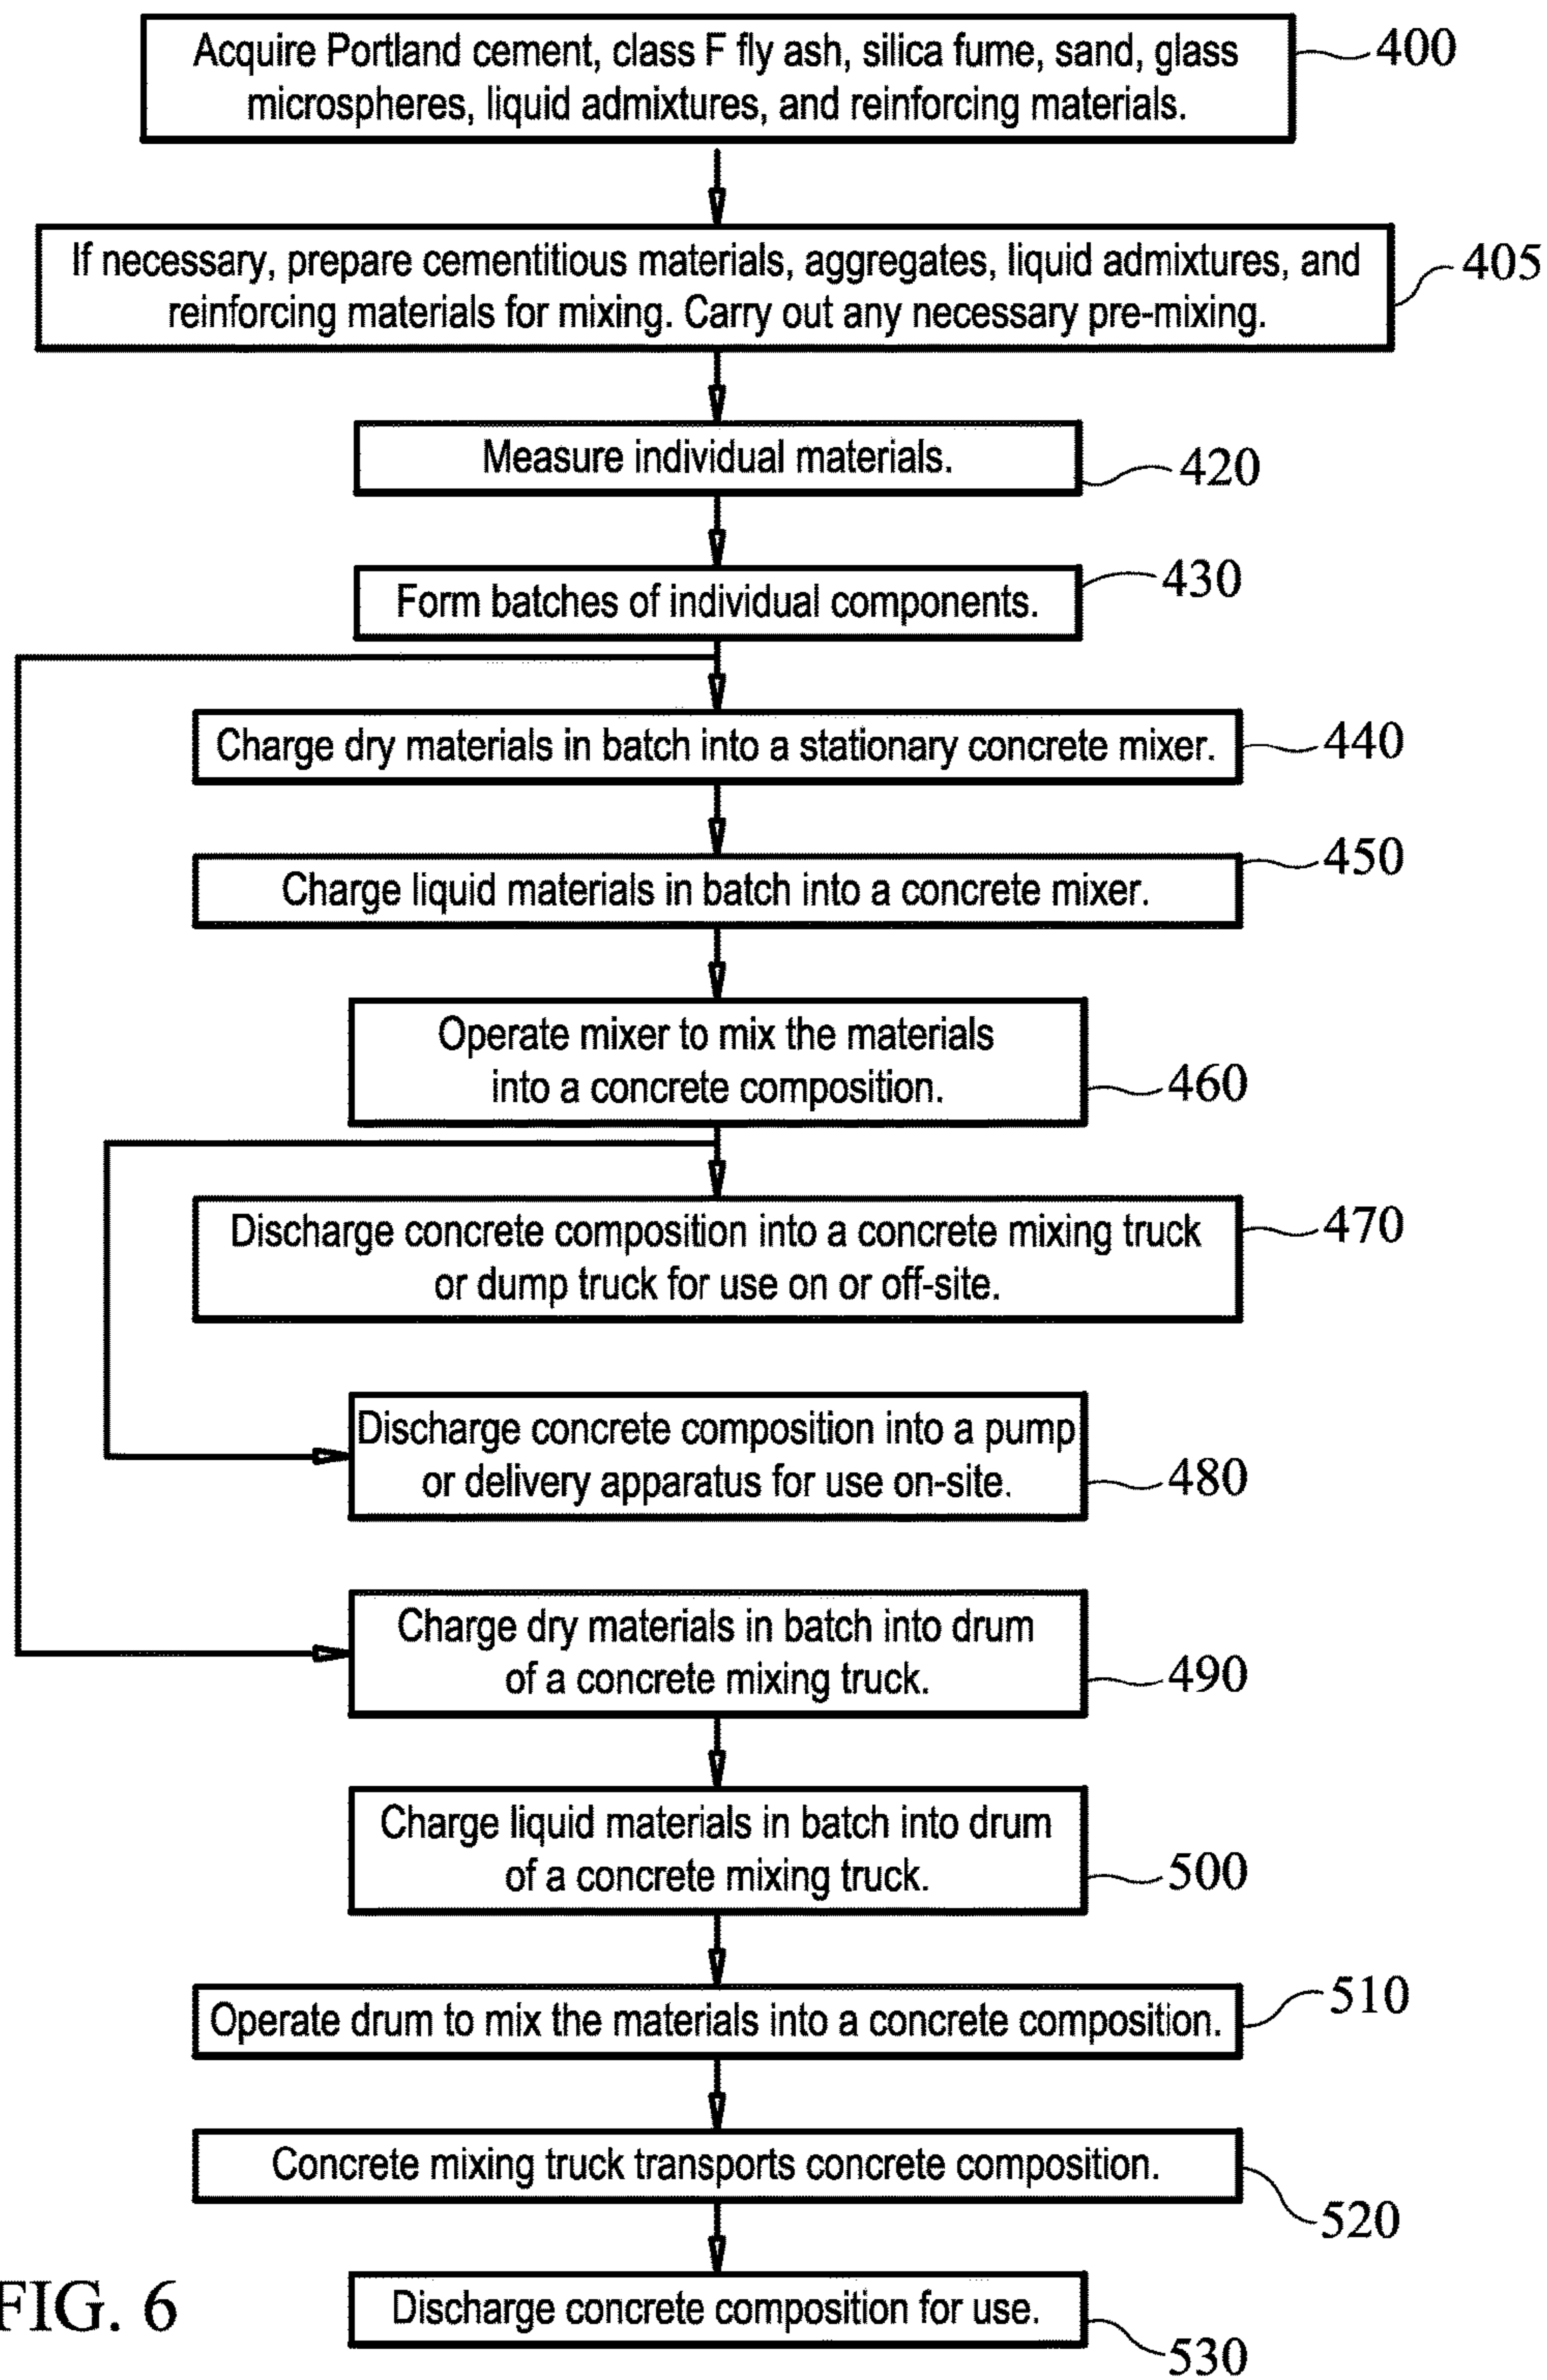 Acquire Portland cement, class F fly ash, silica fume, sand, glass
microspheres, liquid admixtures, and reinforcing materials.
400
If necessary, prepare cementitious materials, aggregates, liquid admixtures, and
reinforcing materials for mixing. Carry out any necessary pre-mixing.
405
Measure individual materials.
420
Form batches of individual components.
430
Charge dry materials in batch into a stationary concrete mixer.
440
Charge liquid materials in batch into a concrete mixer.
450
Operate mixer to mix the materials
into a concrete composition.
460
Discharge concrete composition into a concrete mixing truck
or dump truck for use on or off-site.
470
Discharge concrete composition into a pump
or delivery apparatus for use on-site.
480
Charge dry materials in batch into drum
of a concrete mixing truck.
490
Charge liquid materials in batch into drum
of a concrete mixing truck.
500
Operate drum to mix the materials into a concrete composition.
510
Concrete mixing truck transports concrete composition.
520
Discharge concrete composition for use.
530
FIG. 6